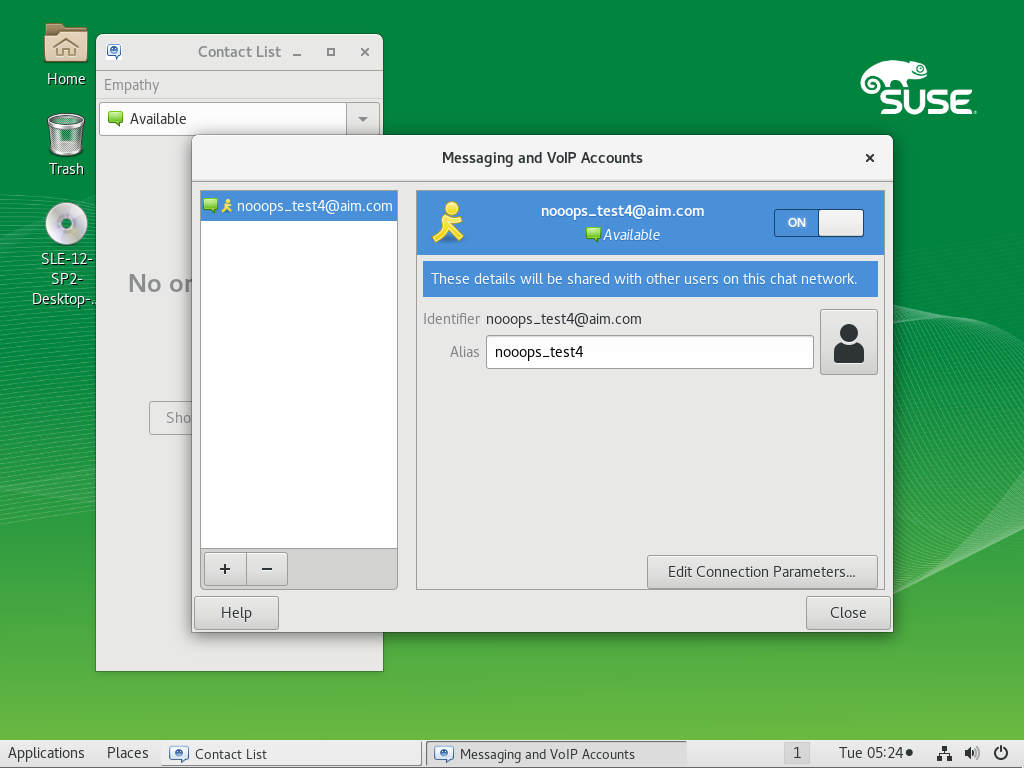 Home
Trash
SLE-12-
SP2-
Desktop-..
Contact List
Empathy
Available
No
Sho
SUSE
Messaging and VoIP Accounts
nooops_test4@aim.com
nooops_test4@aim.com
Available
ON
These details will be shared with other users on this chat network.
Identifier nooops_test4@aim.com
Alias nooops_test4
+ −
Edit Connection Parameters...
Help
Close
Applications Places Contact List Messaging and VoIP Accounts 1 Tue 05:24